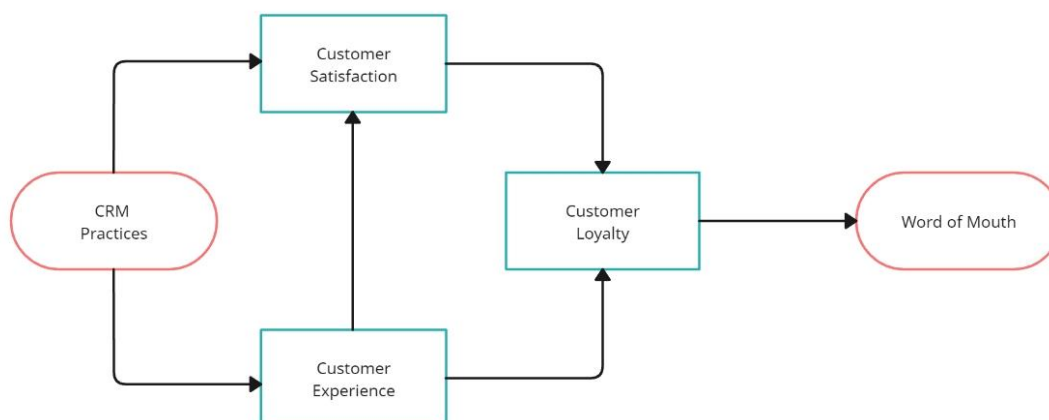 Customer
Satisfaction
CRM
Practices
Customer
Loyalty
Word of Mouth
Customer
Experience